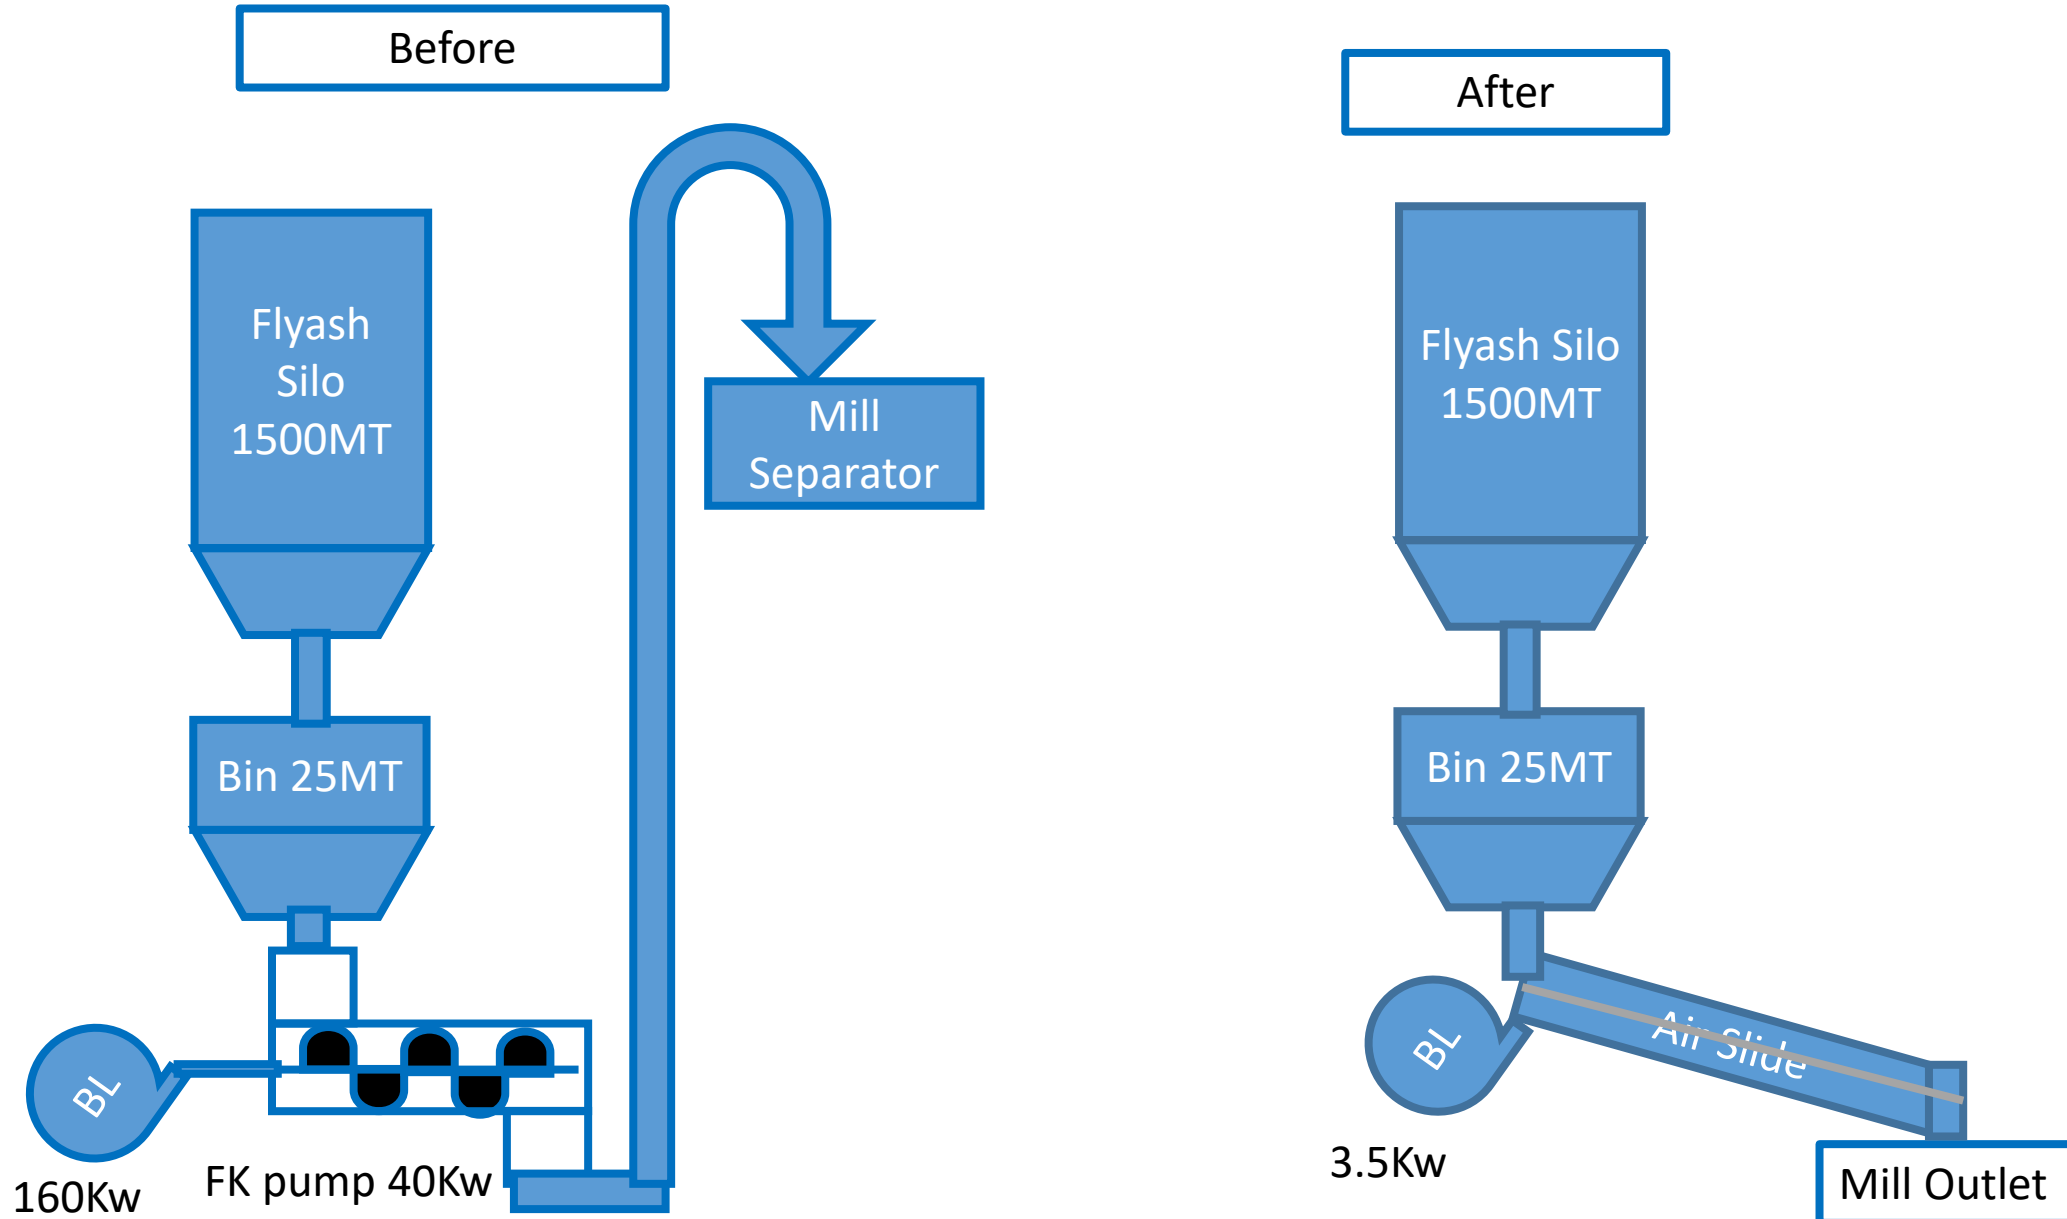 Before
Flyash
Silo
1500MT
Mill
Separator
Bin 25MT
BL
160Kw
FK pump 40Kw
After
Flyash Silo
1500MT
Bin 25MT
BL
Air Slide
3.5Kw
Mill Outlet